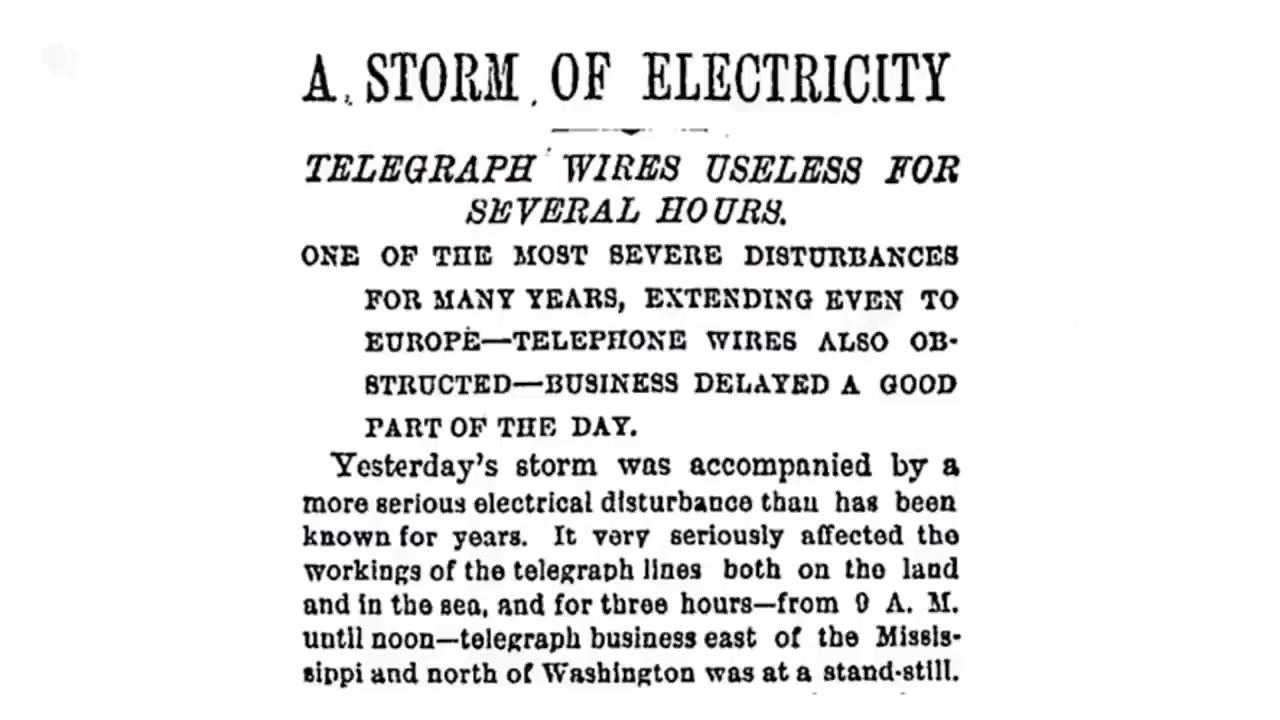 A STORM OF ELECTRICITY
TELEGRAPH WIRES USELESS FOR
SEVERAL HOURS.
ONE OF THE MOST SEVERE DISTURBANCES
FOR MANY YEARS, EXTENDING EVEN TO
EUROPE—TELEPHONE WIRES ALSO OB-
STRUCTED—BUSINESS DELAYED A GOOD
PART OF THE DAY.
Yesterday's storm was accompanied by a
more serious electrical disturbance than has been
known for years. It very seriously affected the
workings of the telegraph lines both on the land
and in the sea, and for three hours—from 9 A. M.
until noon—telegraph business east of the Missis-
sippi and north of Washington was at a stand-still.